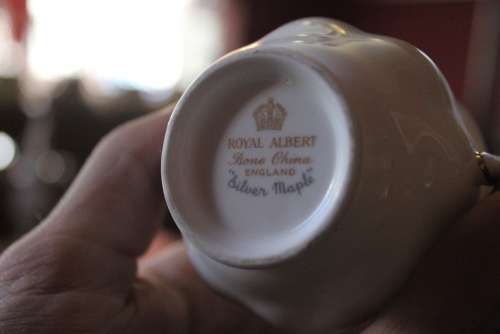 ROYAL ALBERT
Bone China
ENGLAND
"Silver Maple"